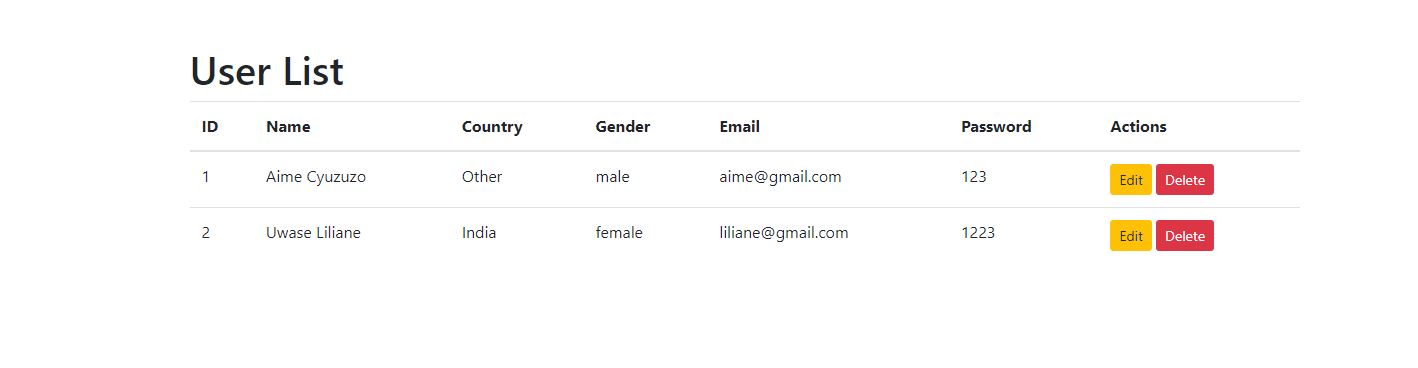 User List
ID Name Country Gender Email Password Actions
1 Aime Cyuzuzo Other male aime@gmail.com 123 Edit Delete
2 Uwase Liliane India female liliane@gmail.com 1223 Edit Delete